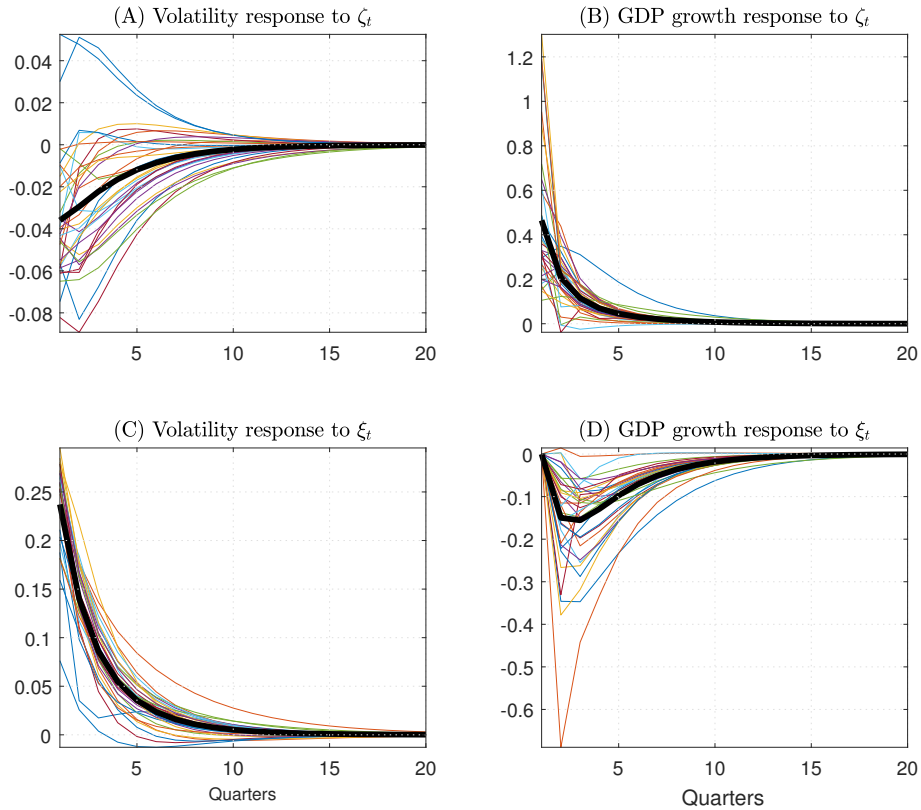 (A) Volatility response to ζt
0.04
0.02
0
-0.02
-0.04
-0.06
-0.08
5 10 15 20
(B) GDP growth response to ζt
1.2
1
0.8
0.6
0.4
0.2
0
5 10 15 20
(C) Volatility response to ξt
0.25
0.2
0.15
0.1
0.05
0
5 10 15 20
Quarters
(D) GDP growth response to ξt
0
-0.1
-0.2
-0.3
-0.4
-0.5
-0.6
5 10 15 20
Quarters